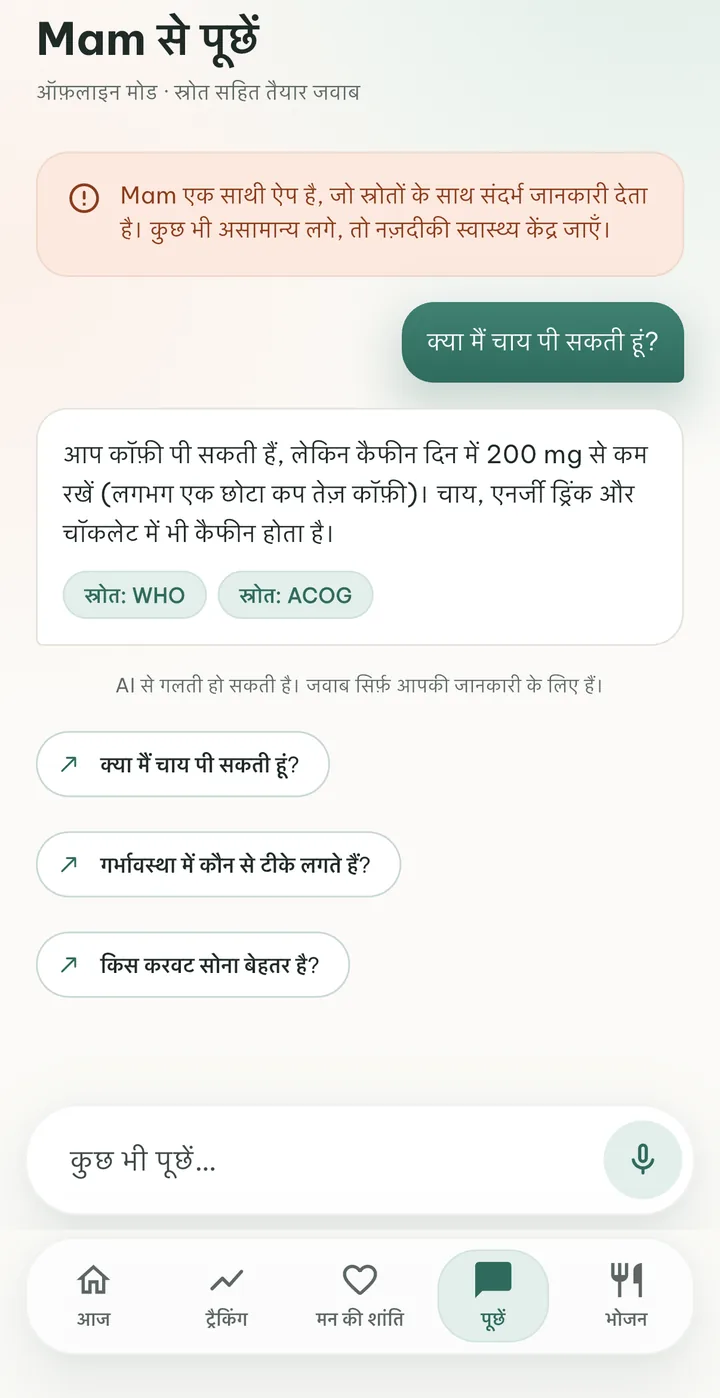 Mam से पूछें
ऑफ़लाइन मोड · स्रोत सहित तैयार जवाब
Mam एक साथी ऐप है, जो स्रोतों के साथ संदर्भ जानकारी देता
है। कुछ भी असामान्य लगे, तो नज़दीकी स्वास्थ्य केंद्र जाएँ।
क्या मैं चाय पी सकती हूं?
आप कॉफ़ी पी सकती हैं, लेकिन कैफीन दिन में 200 mg से कम
रखें (लगभग एक छोटा कप तेज़ कॉफ़ी)। चाय, एनर्जी ड्रिंक और
चॉकलेट में भी कैफीन होता है।
स्रोत: WHO
स्रोत: ACOG
AI से गलती हो सकती है। जवाब सिर्फ़ आपकी जानकारी के लिए हैं।
क्या मैं चाय पी सकती हूं?
गर्भावस्था में कौन से टीके लगते हैं?
किस करवट सोना बेहतर है?
कुछ भी पूछें...
आज
ट्रैकिंग
मन की शांति
पूछें
भोजन